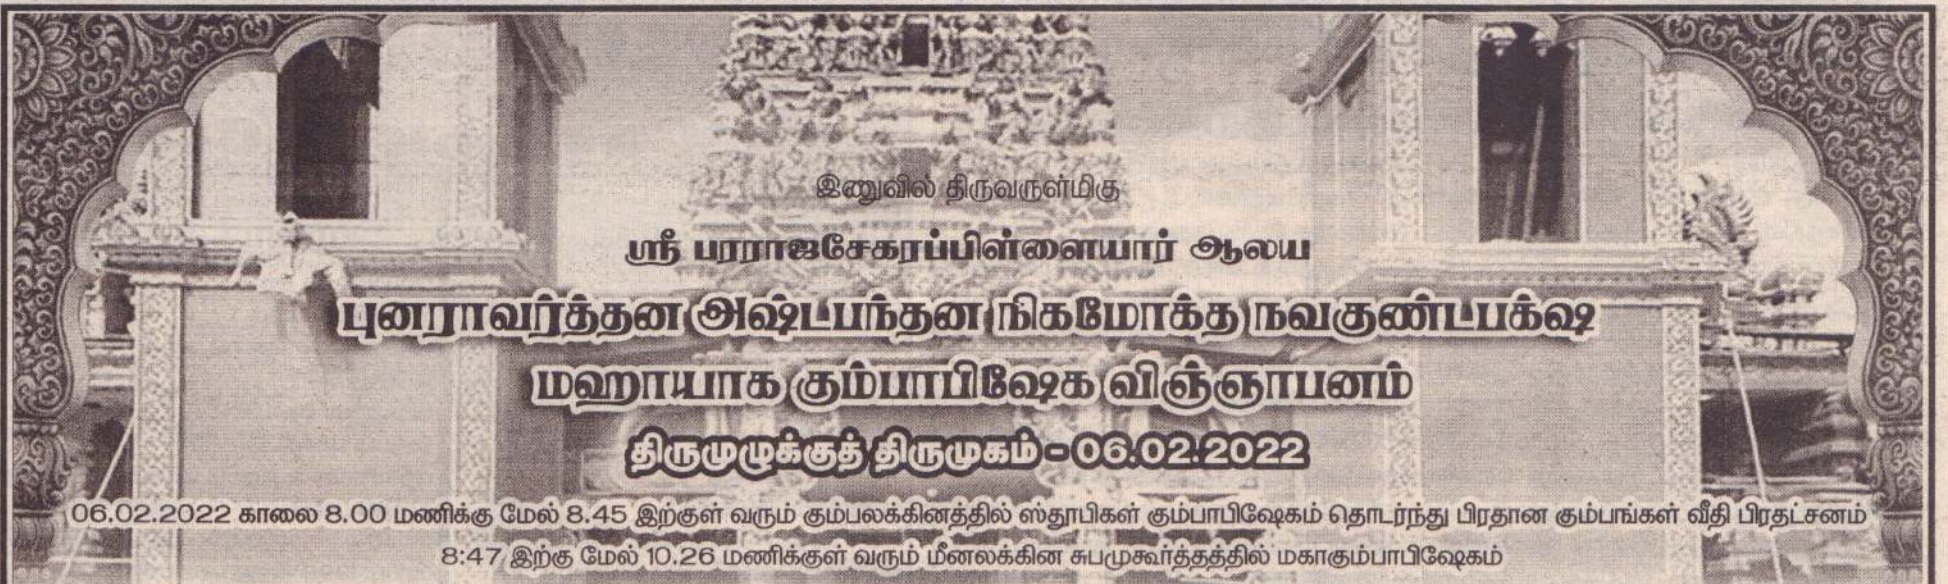 இணுவில் திருவருள்மிகு
ஸ்ரீ பரராஜசேகரப்பிள்ளையார் ஆலய
புனராவர்த்தன அஷ்டபந்தன நிகமோக்த நவகுண்டபக்ஷ
மஹாயாக கும்பாபிஷேக விஞ்ஞாபனம்
திருமுழுக்குத் திருமுகம் - 06.02.2022
06.02.2022 காலை 8.00 மணிக்கு மேல் 8.45 இற்குள் வரும் கும்பலக்கினத்தில் ஸ்தூபிகள் கும்பாபிஷேகம் தொடர்ந்து பிரதான கும்பங்கள் வீதி பிரதட்சனம்
8:47 இற்கு மேல் 10.26 மணிக்குள் வரும் மீனலக்கின சுபமுகூர்த்தத்தில் மகாகும்பாபிஷேகம்